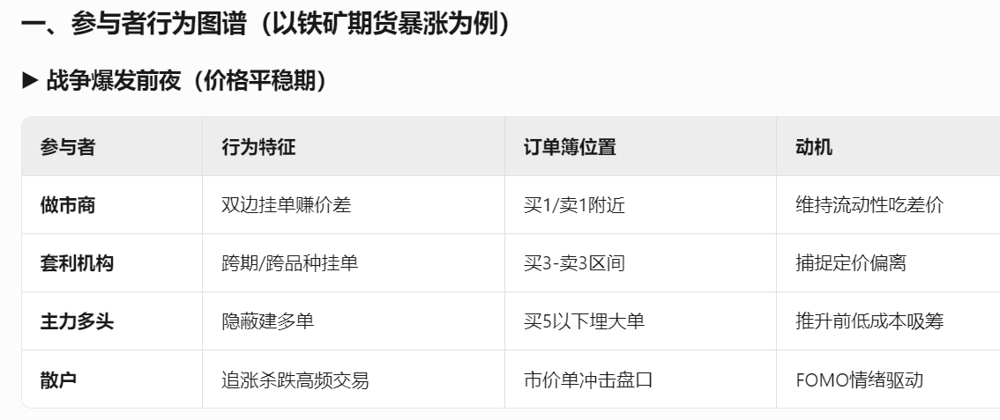 一、参与者行为图谱（以铁矿期货暴涨为例）
▶ 战争爆发前夜（价格平稳期）
参与者 行为特征 订单簿位置 动机
做市商 双边挂单赚价差 买1/卖1附近 维持流动性吃差价
套利机构 跨期/跨品种挂单 买3-卖3区间 捕捉定价偏离
主力多头 隐蔽建多单 买5以下埋大单 推升前低成本吸筹
散户 追涨杀跌高频交易 市价单冲击盘口 FOMO情绪驱动